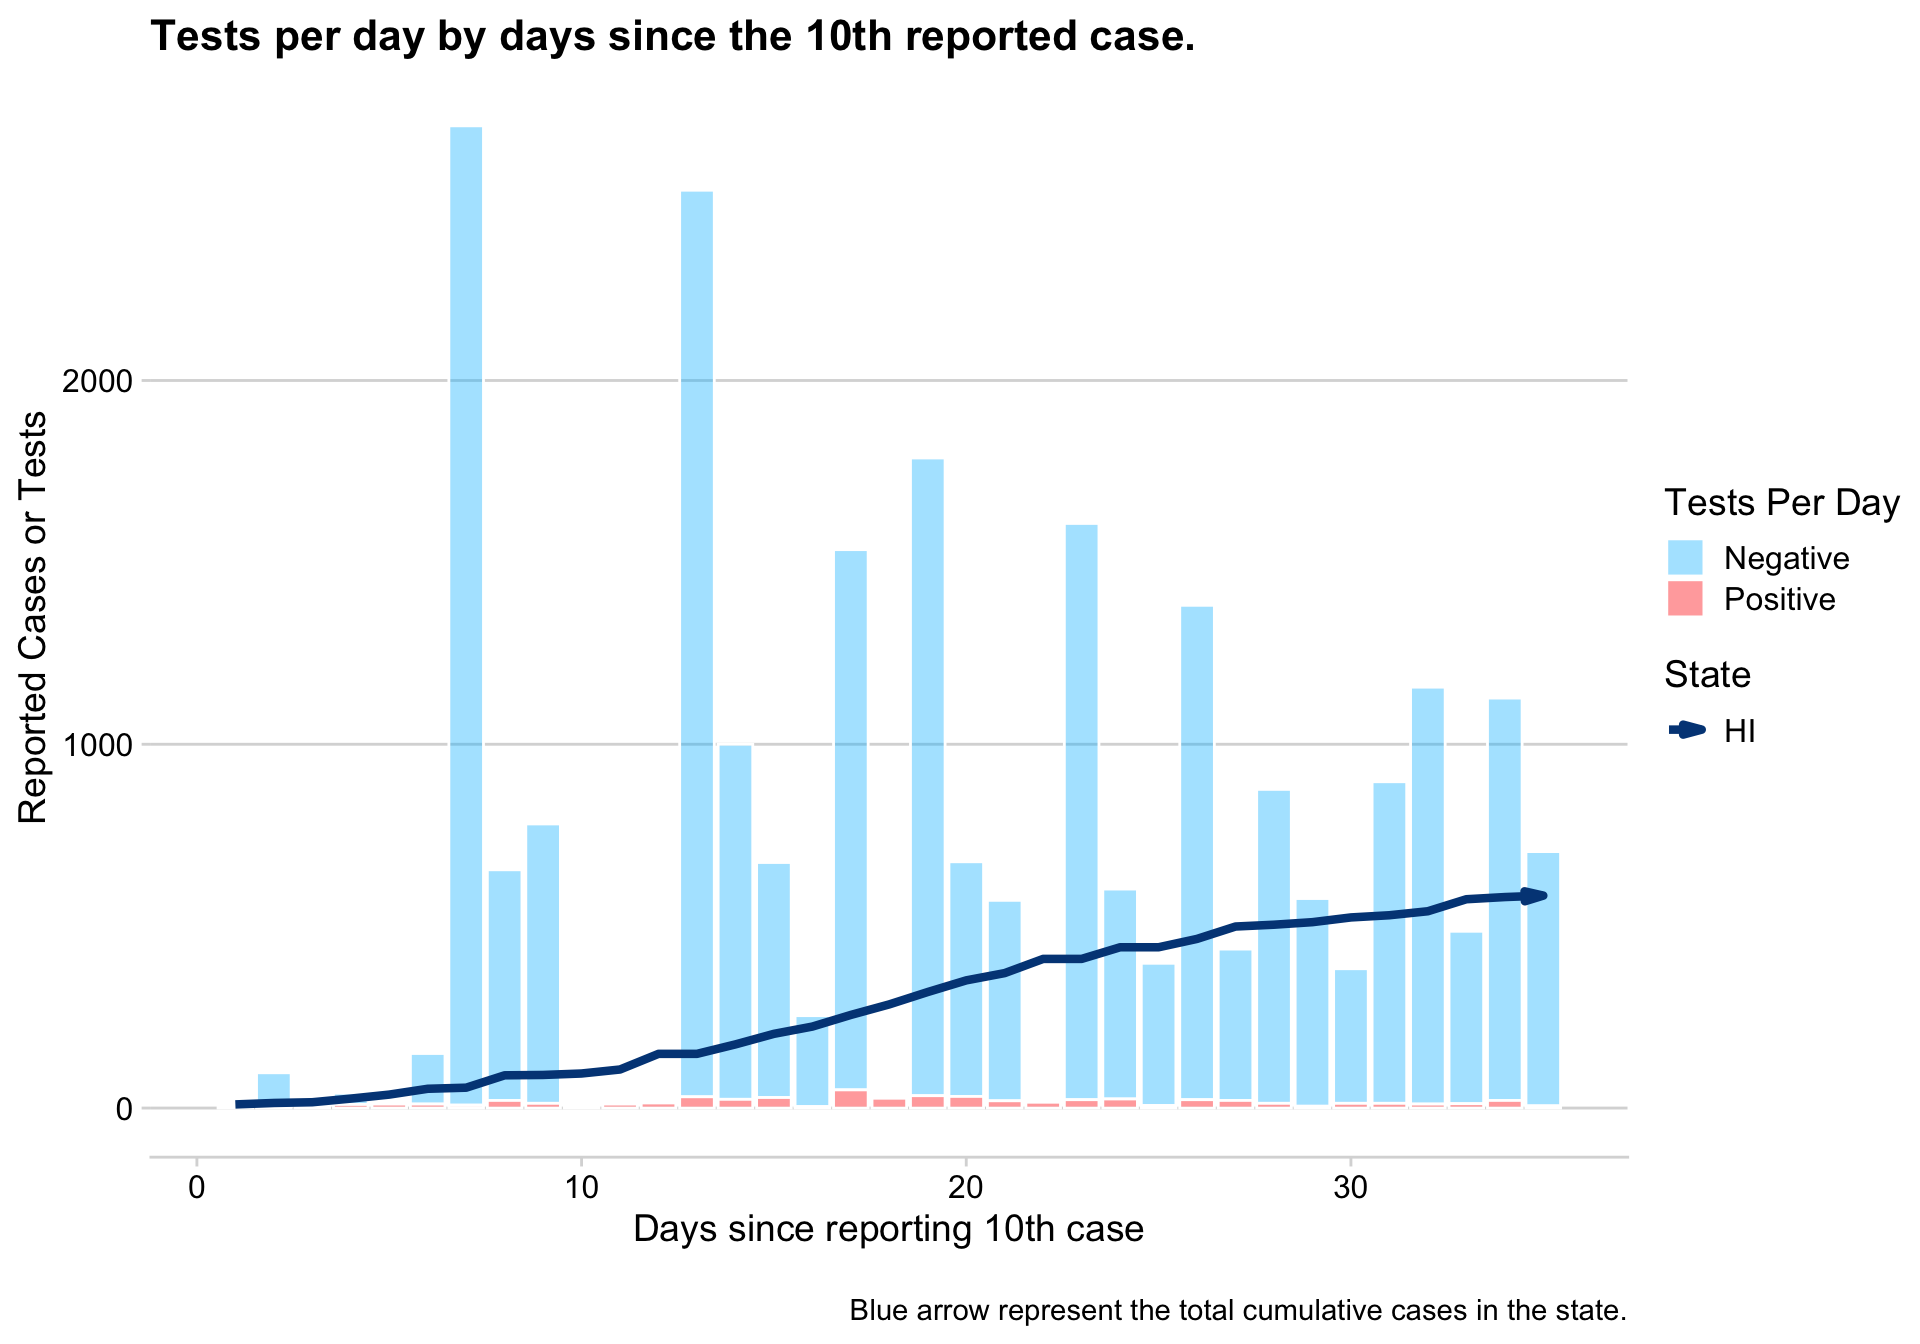 Tests per day by days since the 10th reported case.
Reported Cases or Tests
2000
1000
0
0 10 20 30
Days since reporting 10th case
Tests Per Day
Negative
Positive
State
HI
Blue arrow represent the total cumulative cases in the state.